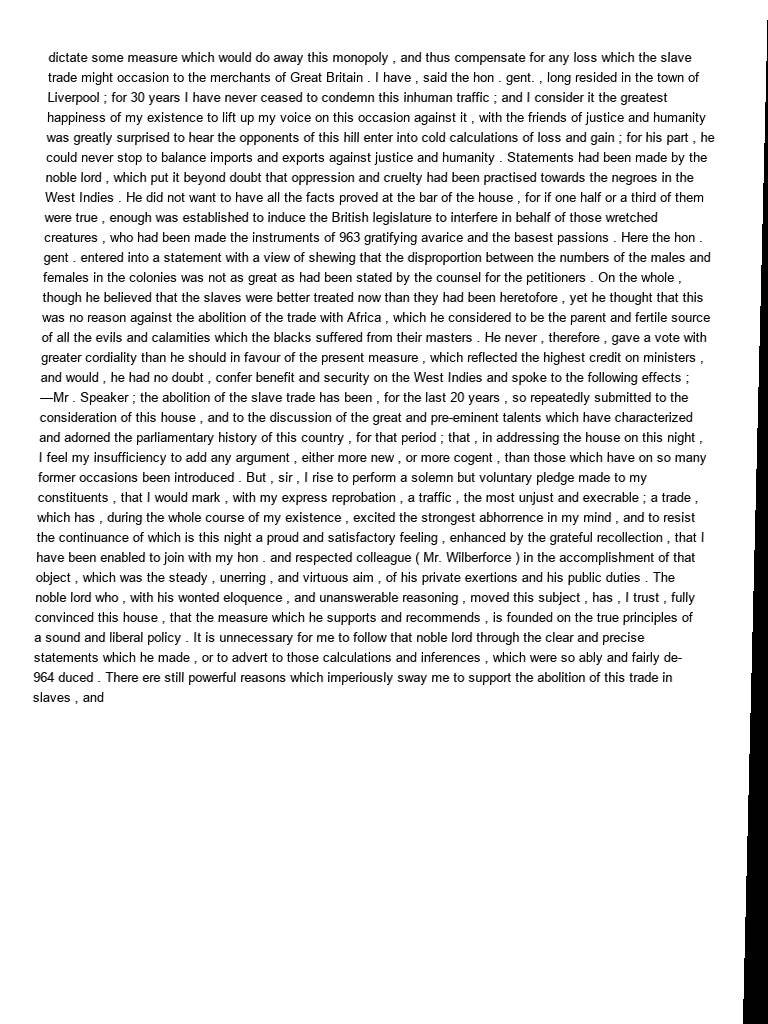 dictate some measure which would do away this monopoly , and thus compensate for any loss which the slave
trade might occasion to the merchants of Great Britain . I have , said the hon . gent. , long resided in the town of
Liverpool ; for 30 years I have never ceased to condemn this inhuman traffic ; and I consider it the greatest
happiness of my existence to lift up my voice on this occasion against it , with the friends of justice and humanity
was greatly surprised to hear the opponents of this hill enter into cold calculations of loss and gain ; for his part , he
could never stop to balance imports and exports against justice and humanity . Statements had been made by the
noble lord , which put it beyond doubt that oppression and cruelty had been practised towards the negroes in the
West Indies . He did not want to have all the facts proved at the bar of the house , for if one half or a third of them
were true , enough was established to induce the British legislature to interfere in behalf of those wretched
creatures , who had been made the instruments of 963 gratifying avarice and the basest passions . Here the hon .
gent . entered into a statement with a view of shewing that the disproportion between the numbers of the males and
females in the colonies was not as great as had been stated by the counsel for the petitioners . On the whole ,
though he believed that the slaves were better treated now than they had been heretofore , yet he thought that this
was no reason against the abolition of the trade with Africa , which he considered to be the parent and fertile source
of all the evils and calamities which the blacks suffered from their masters . He never , therefore , gave a vote with
greater cordiality than he should in favour of the present measure , which reflected the highest credit on ministers ,
and would , he had no doubt , confer benefit and security on the West Indies and spoke to the following effects ;
—Mr . Speaker ; the abolition of the slave trade has been , for the last 20 years , so repeatedly submitted to the
consideration of this house , and to the discussion of the great and pre-eminent talents which have characterized
and adorned the parliamentary history of this country , for that period ; that , in addressing the house on this night ,
I feel my insufficiency to add any argument , either more new , or more cogent , than those which have on so many
former occasions been introduced . But , sir , I rise to perform a solemn but voluntary pledge made to my
constituents , that I would mark , with my express reprobation , a traffic , the most unjust and execrable ; a trade ,
which has , during the whole course of my existence , excited the strongest abhorrence in my mind , and to resist
the continuance of which is this night a proud and satisfactory feeling , enhanced by the grateful recollection , that I
have been enabled to join with my hon . and respected colleague ( Mr. Wilberforce ) in the accomplishment of that
object , which was the steady , unerring , and virtuous aim , of his private exertions and his public duties . The
noble lord who , with his wonted eloquence , and unanswerable reasoning , moved this subject , has , I trust , fully
convinced this house , that the measure which he supports and recommends , is founded on the true principles of
a sound and liberal policy . It is unnecessary for me to follow that noble lord through the clear and precise
statements which he made , or to advert to those calculations and inferences , which were so ably and fairly de-
964 duced . There ere still powerful reasons which imperiously sway me to support the abolition of this trade in
slaves , and